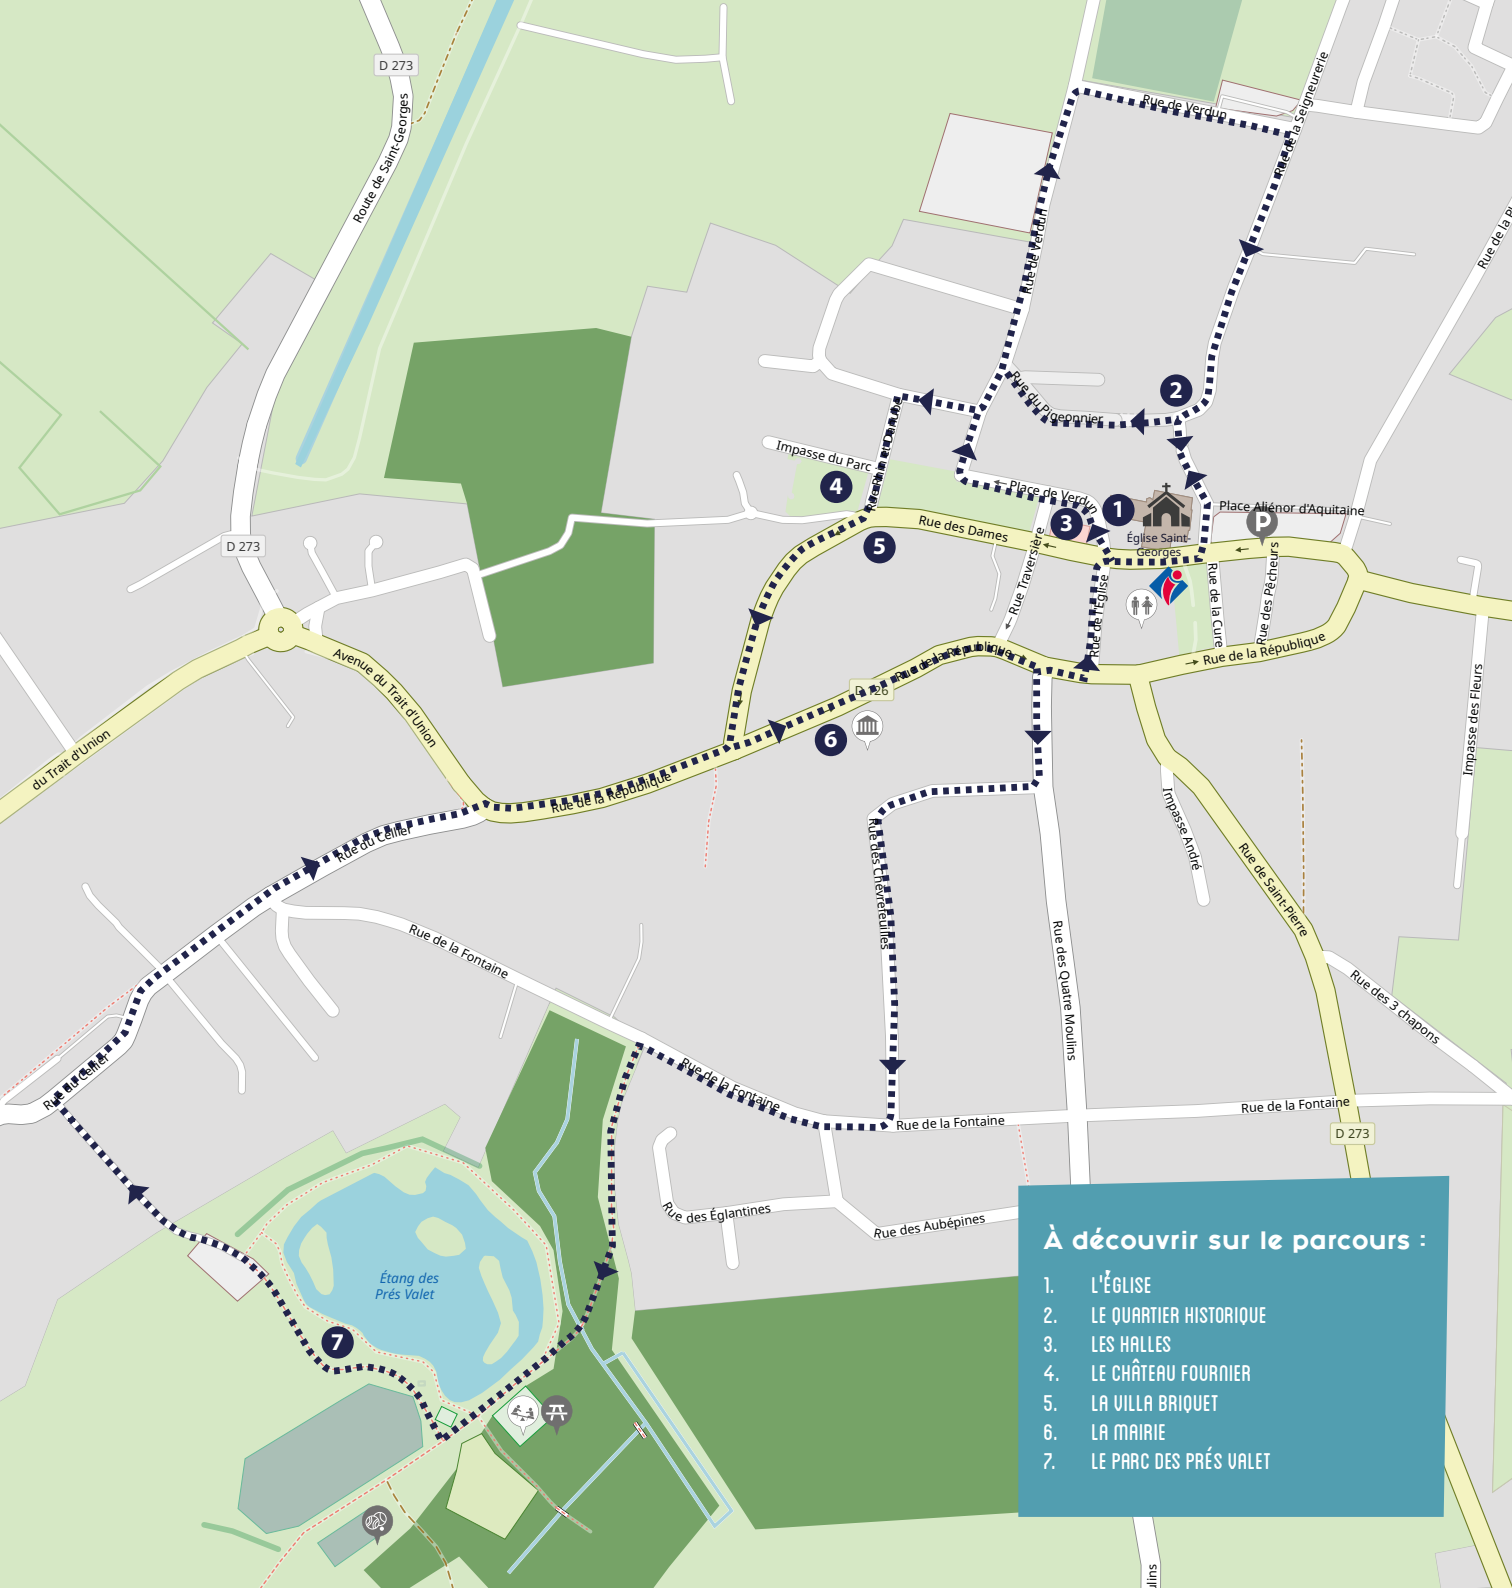 D 273
Route de Saint-Georges
Rue de Verdun
Rue de la Seigneurerie
Rue de Verdun
Rue du Pigeonnier
2
Impasse du Parc
4
Place de Verdun
3
1
Place Aliénor d'Aquitaine
P
Église Saint-
Georges
Rue des Dames
5
D 273
Rue Traversière
Rue de l'Église
Rue de la Cure
Rue des Pêcheurs
Rue de la République
Rue de la République
D 126
6
Avenue du Trait d'Union
du Trait d'Union
Rue de la République
Rue du Cellier
Impasse des Fleurs
Impasse André
Rue de Saint-Pierre
Rue des Chèvrefeuilles
Rue des Quatre Moulins
Rue de la Fontaine
Rue des 3 chapons
Rue du Cellier
Rue de la Fontaine
Rue de la Fontaine
Rue de la Fontaine
D 273
Rue des Églantines
Rue des Aubépines
Étang des
Prés Valet
7
À découvrir sur le parcours :
1. L'ÉGLISE
2. LE QUARTIER HISTORIQUE
3. LES HALLES
4. LE CHÂTEAU FOURNIER
5. LA VILLA BRIQUET
6. LA MAIRIE
7. LE PARC DES PRÉS VALET